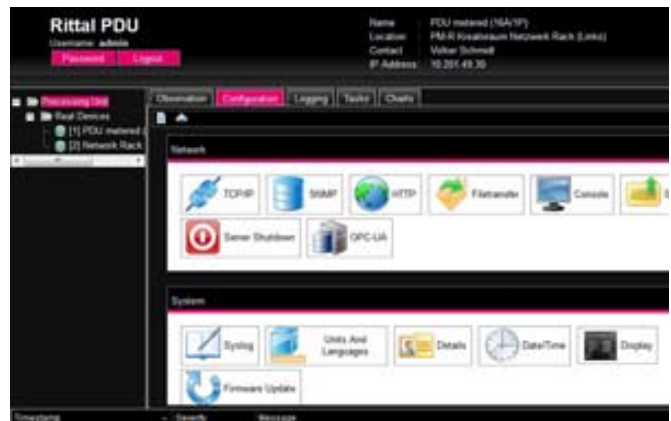 Rittal PDU
Username: admin
Password Logout
Name PDU metered (16A/1P)
Location PM-R Kreativraum Netzwerk Rack (Links)
Contact Volker Schmidt
IP Address 10.201.49.30
Processing Unit
Real Devices
[1] PDU metered (
[2] Network Rack
Observation Configuration Logging Tasks Charts
Network
TCP/IP SNMP HTTP Filetransfer Console
Server Shutdown OPC-UA
System
Syslog Units And Languages Details Date/Time Display
Firmware Update
Timestamp Severity Message